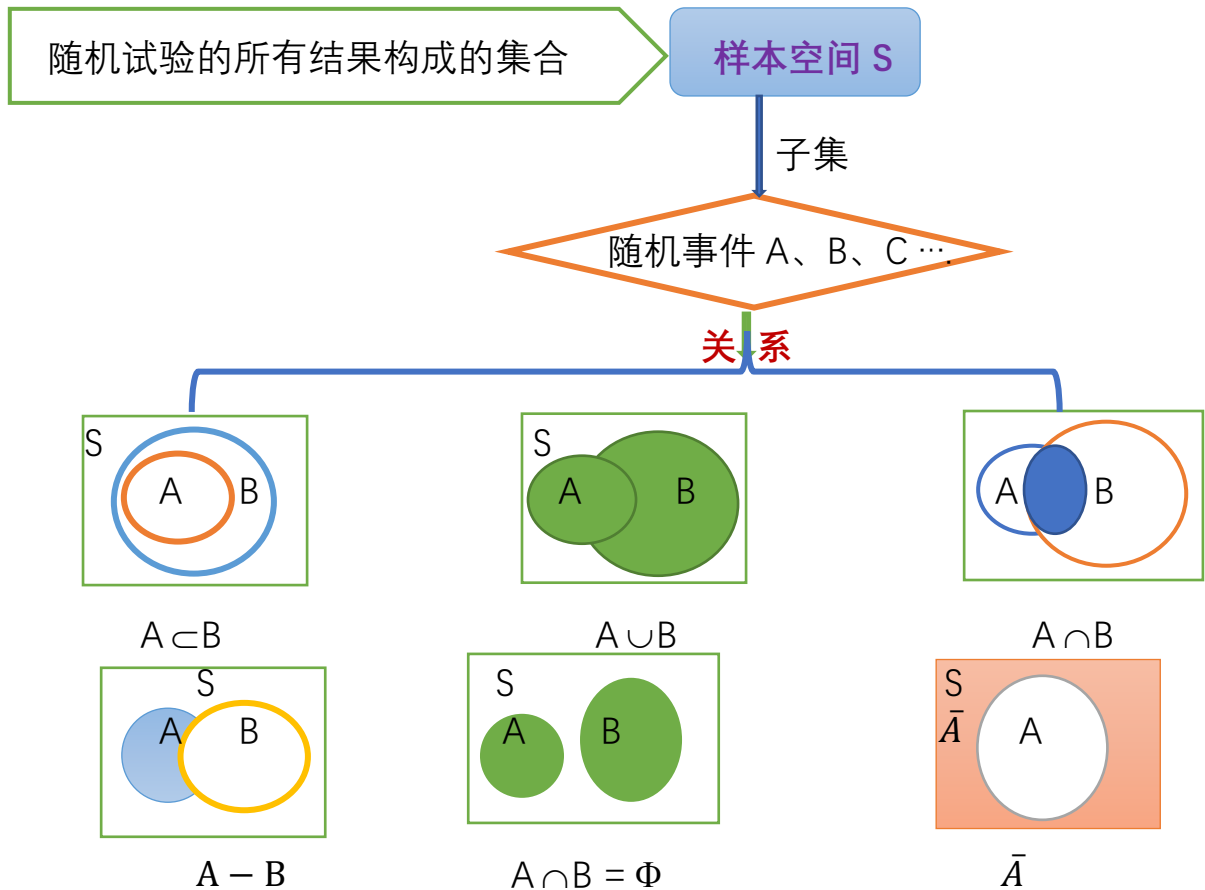 随机试验的所有结果构成的集合
样本空间 S
子集
随机事件 A、B、C ….
关 系
S
A B
S
A B
A B
A ⊂B
A ∪B
A ∩B
S
A B
S
A B
S
Ā
A
A − B
A ∩B = Φ
Ā